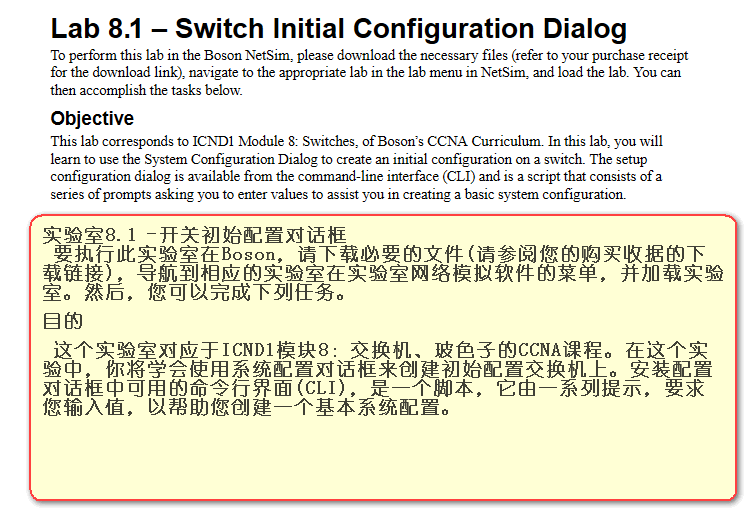 Lab 8.1 – Switch Initial Configuration Dialog
To perform this lab in the Boson NetSim, please download the necessary files (refer to your purchase receipt
for the download link), navigate to the appropriate lab in the lab menu in NetSim, and load the lab. You can
then accomplish the tasks below.
Objective
This lab corresponds to ICND1 Module 8: Switches, of Boson’s CCNA Curriculum. In this lab, you will
learn to use the System Configuration Dialog to create an initial configuration on a switch. The setup
configuration dialog is available from the command-line interface (CLI) and is a script that consists of a
series of prompts asking you to enter values to assist you in creating a basic system configuration.
实验室8.1 -开关初始配置对话框
要执行此实验室在Boson, 请下载必要的文件(请参阅您的购买收据的下
载链接), 导航到相应的实验室在实验室网络模拟软件的菜单, 并加载实验
室。然后, 您可以完成下列任务。
目的
这个实验室对应于ICND1模块8: 交换机、玻色子的CCNA课程。在这个实
验中, 你将学会使用系统配置对话框来创建初始配置交换机上。安装配置
对话框中可用的命令行界面(CLI), 是一个脚本, 它由一系列提示, 要求
您输入值, 以帮助您创建一个基本系统配置。